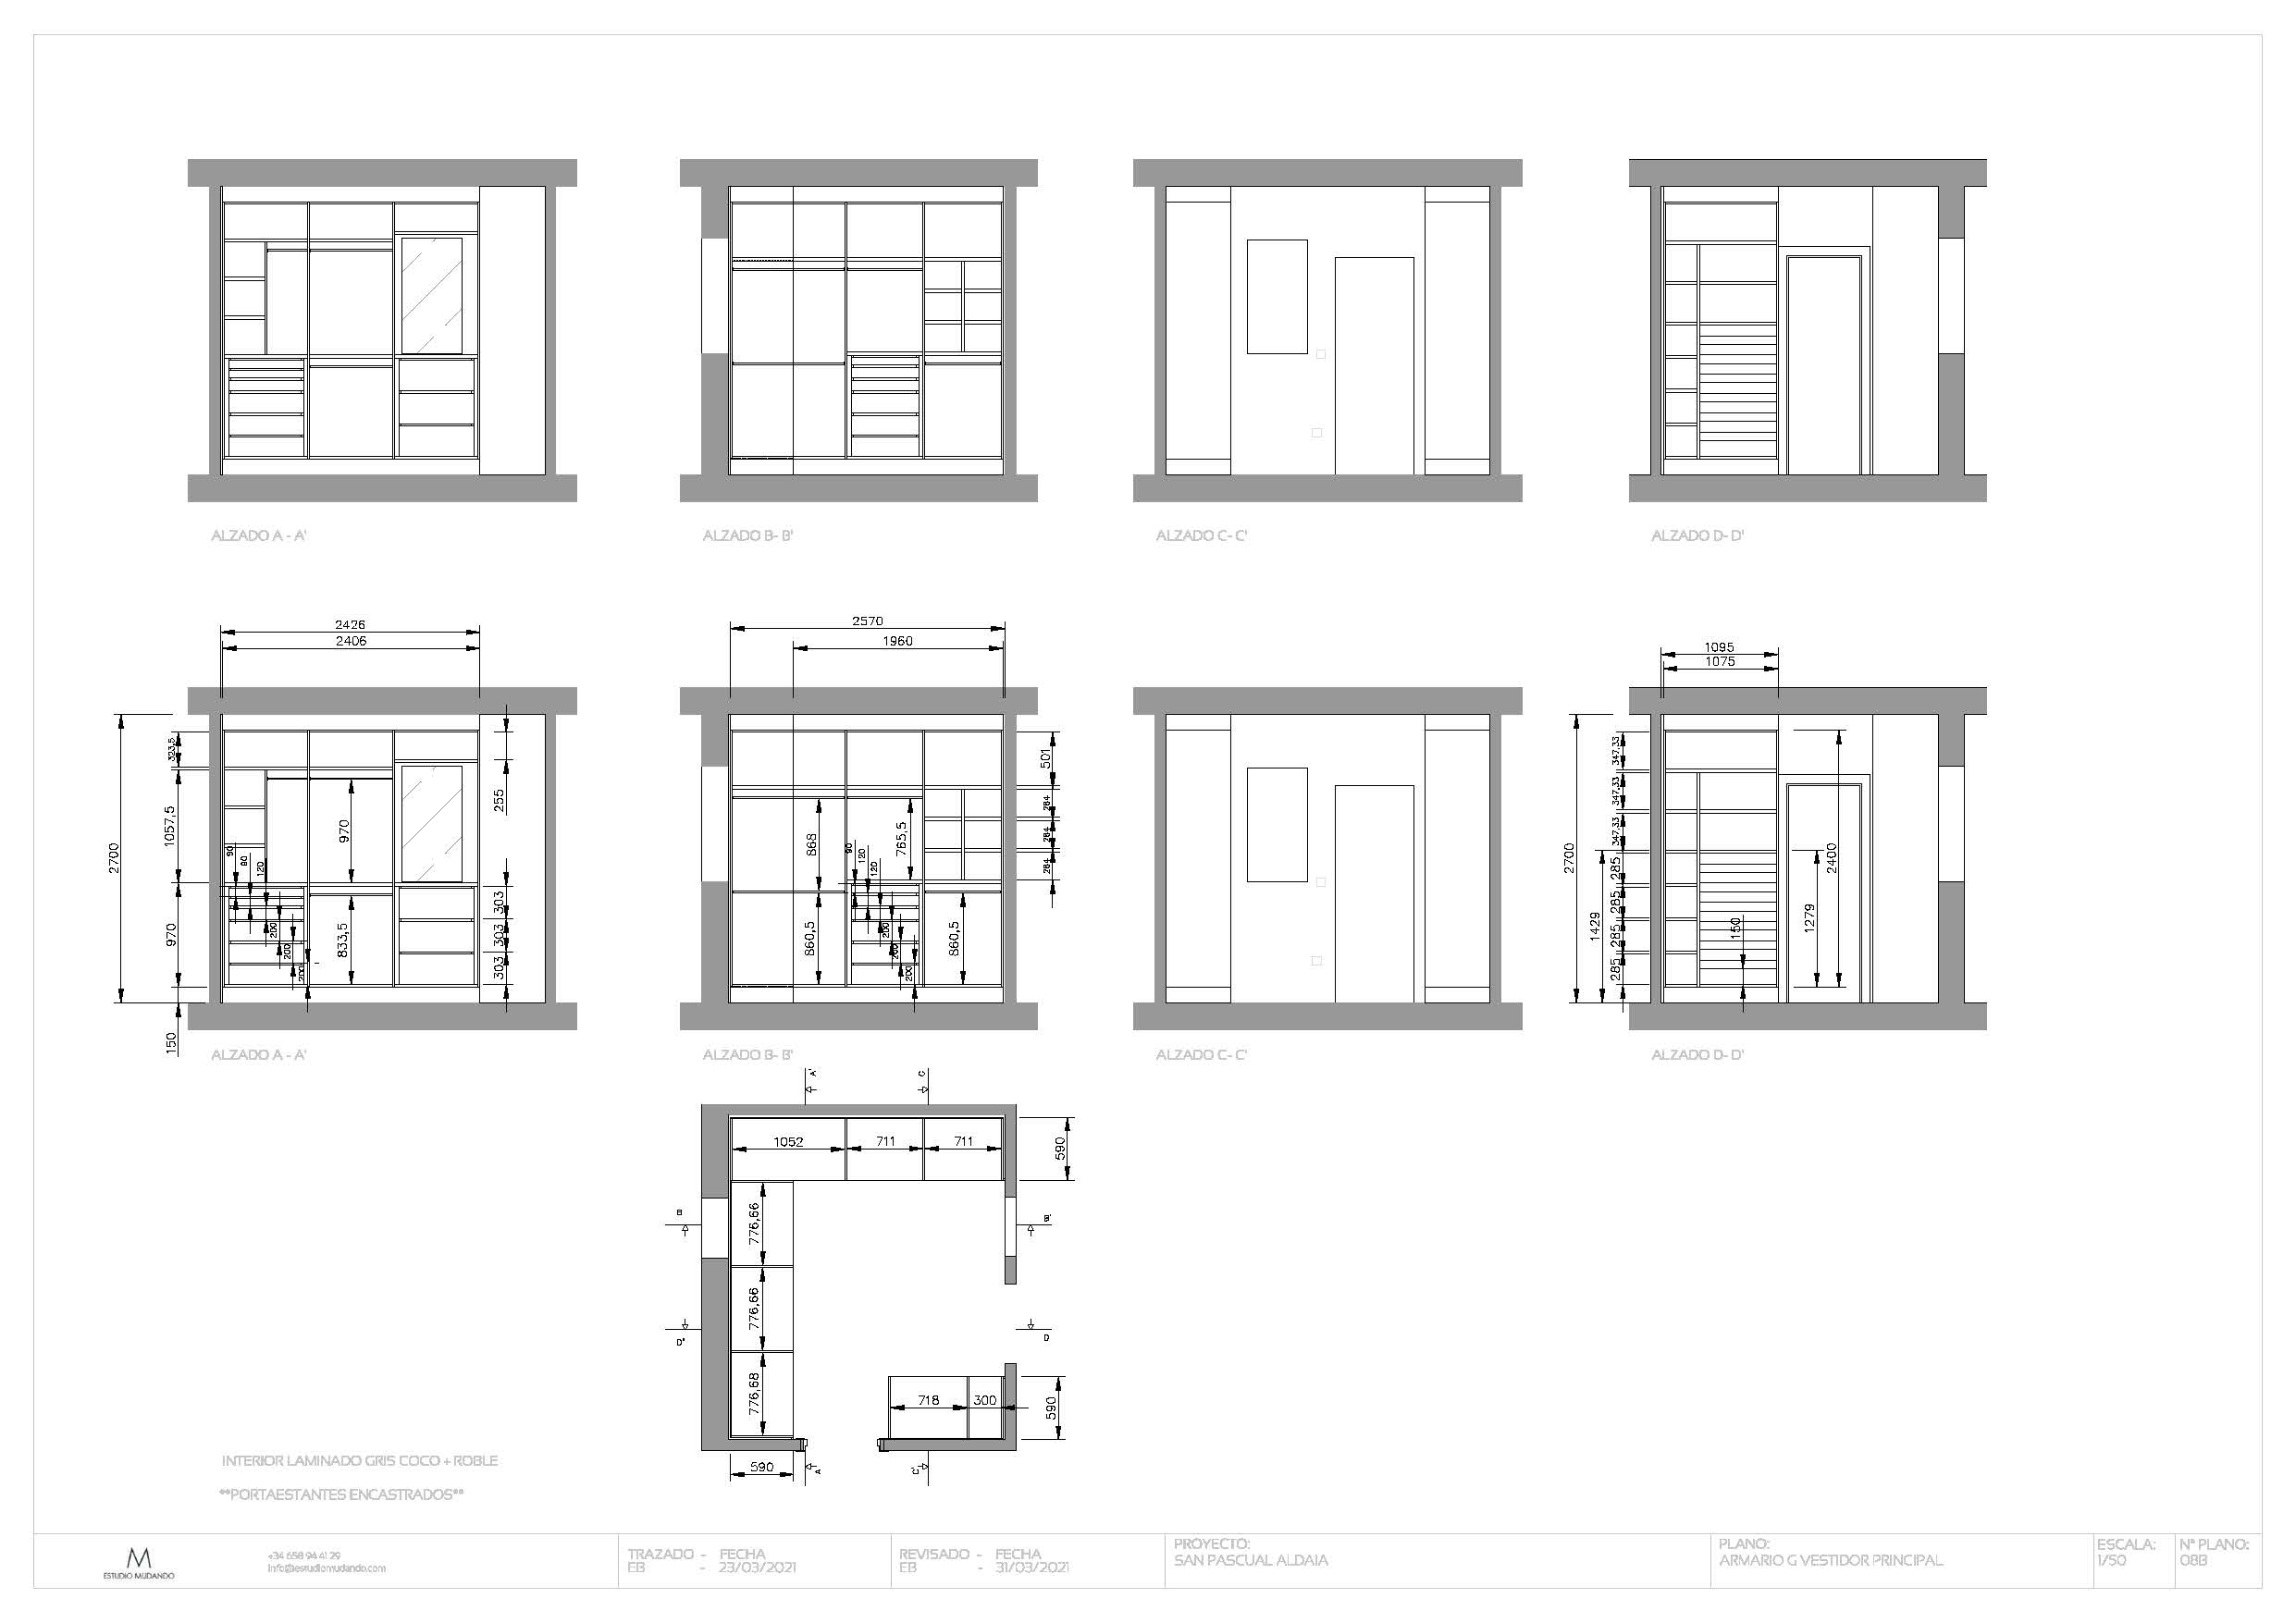 ALZADO A - A'
ALZADO B- B'
ALZADO C- C'
ALZADO D- D'
2426
2406
2570
1960
1095
1075
2700
323,5
1057,5
970
150
970
833,5
90
80
120
200
200
200
255
303
303
303
868
860,5
765,5
860,5
90
120
120
200
200
200
501
284
284
284
2700
1429
347,33
347,33
347,33
285
285
285
285
150
1279
2400
ALZADO A - A'
ALZADO B- B'
ALZADO C- C'
ALZADO D- D'
A'
C
1052
711
711
590
776,66
776,66
776,68
B
B'
D'
D
718
300
590
590
A
C'
INTERIOR LAMINADO GRIS COCO + ROBLE
**PORTAESTANTES ENCASTRADOS**
M
ESTUDIO MUDANDO
+34 658 94 41 29
info@estudiomudando.com
TRAZADO - FECHA
EB - 23/03/2021
REVISADO - FECHA
EB - 31/03/2021
PROYECTO:
SAN PASCUAL ALDAIA
PLANO:
ARMARIO G VESTIDOR PRINCIPAL
ESCALA:
1/50
Nº PLANO:
08B